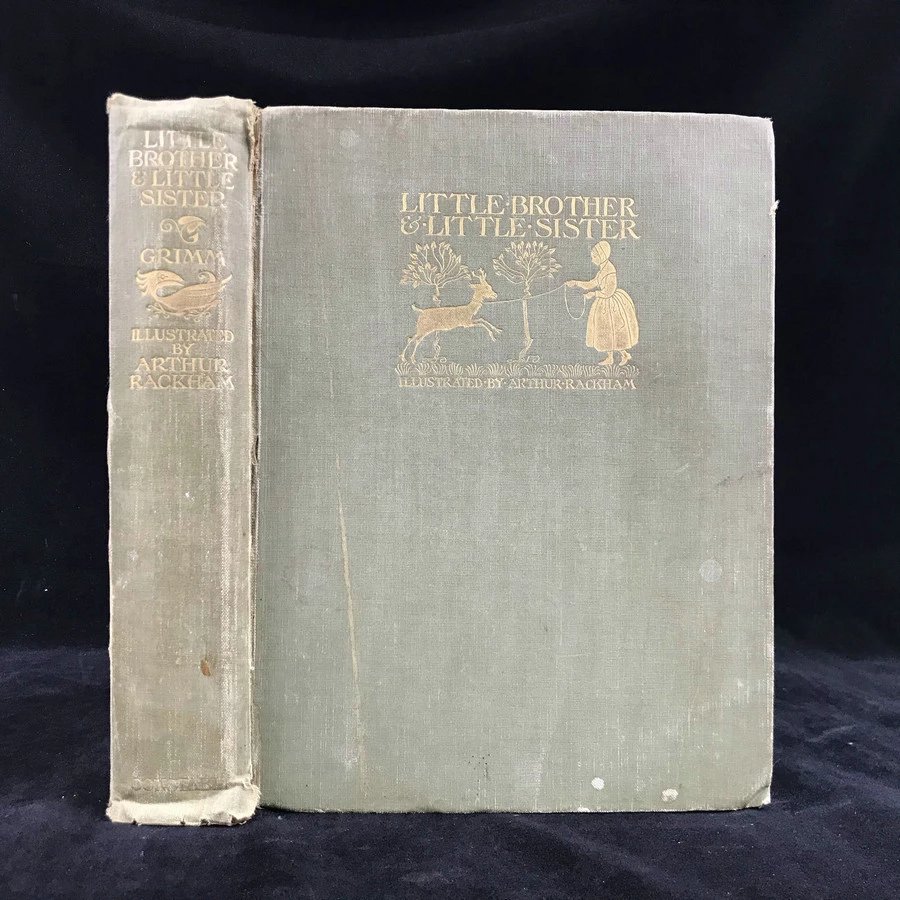 LITTLE
BROTHER
& LITTLE
SISTER
GRIMM
ILLUSTRATED
BY
ARTHUR
RACKHAM
LITTLE·BROTHER
&·LITTLE·SISTER
ILLUSTRATED·BY·ARTHUR·RACKHAM